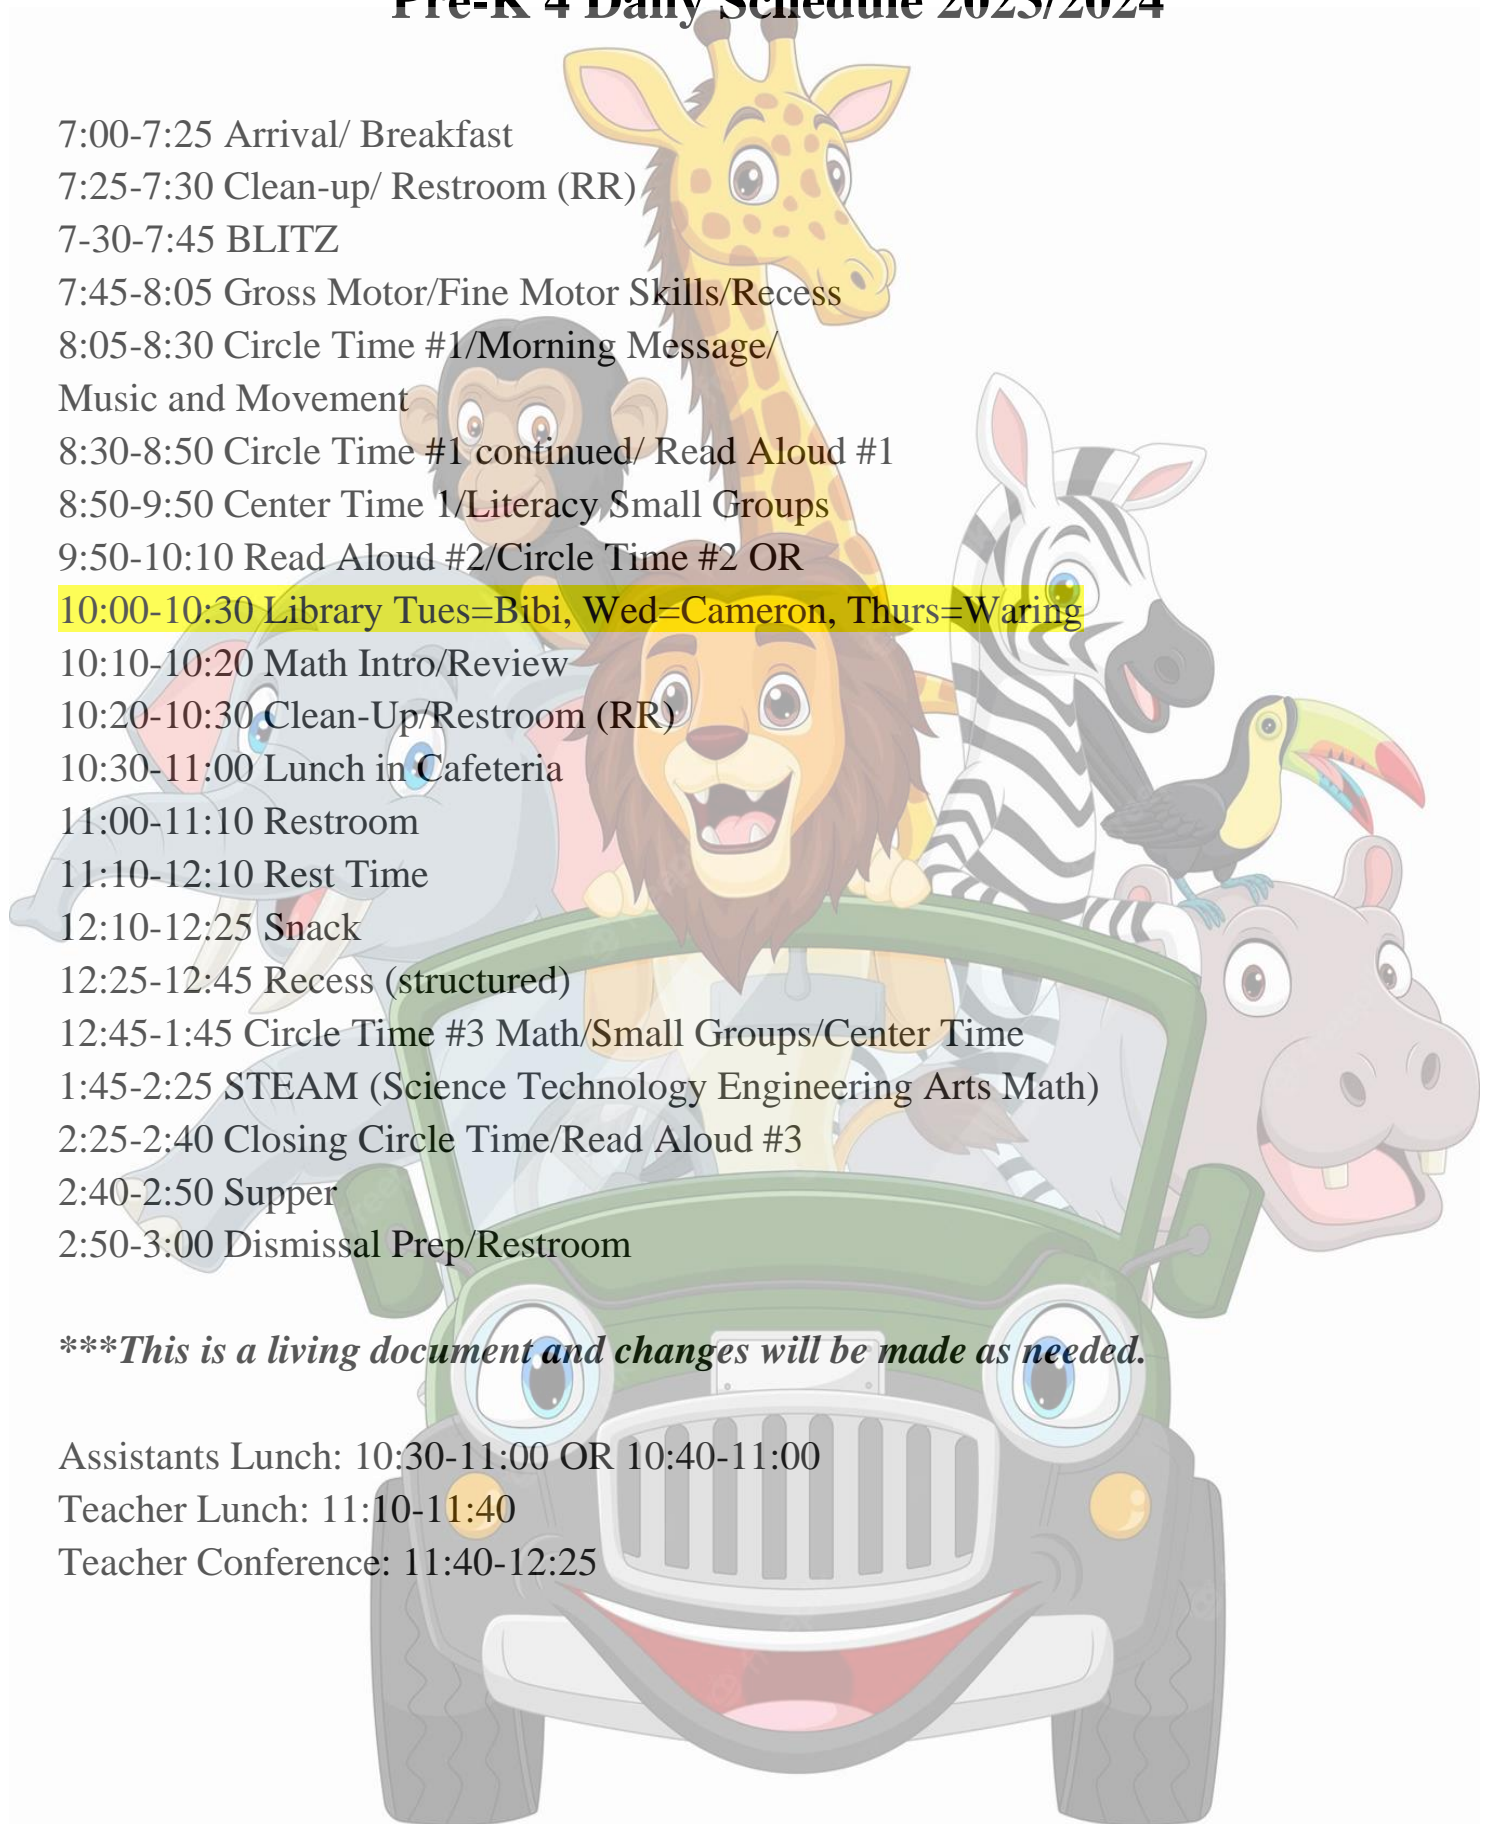 Pre-K 4 Daily Schedule 2023/2024
7:00-7:25 Arrival/ Breakfast
7:25-7:30 Clean-up/ Restroom (RR)
7-30-7:45 BLITZ
7:45-8:05 Gross Motor/Fine Motor Skills/Recess
8:05-8:30 Circle Time #1/Morning Message/
Music and Movement
8:30-8:50 Circle Time #1 continued/ Read Aloud #1
8:50-9:50 Center Time 1/Literacy Small Groups
9:50-10:10 Read Aloud #2/Circle Time #2 OR
10:00-10:30 Library Tues=Bibi, Wed=Cameron, Thurs=Waring
10:10-10:20 Math Intro/Review
10:20-10:30 Clean-Up/Restroom (RR)
10:30-11:00 Lunch in Cafeteria
11:00-11:10 Restroom
11:10-12:10 Rest Time
12:10-12:25 Snack
12:25-12:45 Recess (structured)
12:45-1:45 Circle Time #3 Math/Small Groups/Center Time
1:45-2:25 STEAM (Science Technology Engineering Arts Math)
2:25-2:40 Closing Circle Time/Read Aloud #3
2:40-2:50 Supper
2:50-3:00 Dismissal Prep/Restroom
***This is a living document and changes will be made as needed.
Assistants Lunch: 10:30-11:00 OR 10:40-11:00
Teacher Lunch: 11:10-11:40
Teacher Conference: 11:40-12:25